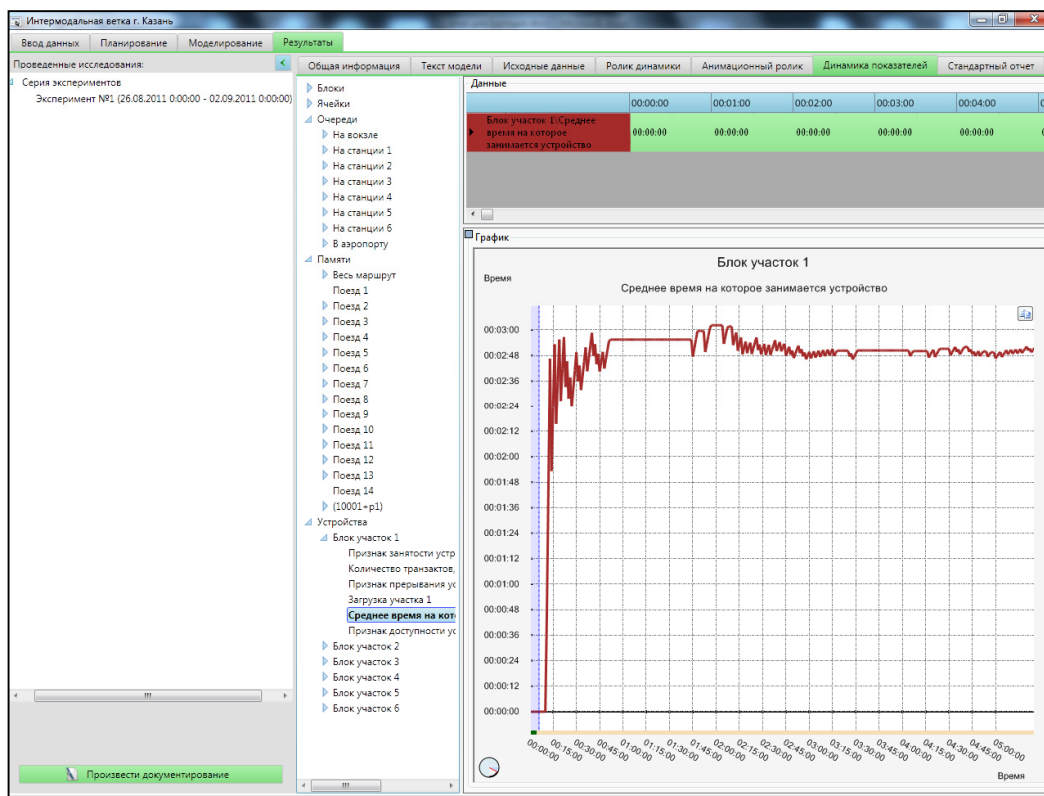 Интермодальная ветка г. Казань
Ввод данных Планирование Моделирование Результаты
Проведенные исследования:
Серия экспериментов
Эксперимент №1 (26.08.2011 0:00:00 - 02.09.2011 0:00:00)
Произвести документирование
Общая информация Текст модели Исходные данные Ролик динамики Анимационный ролик Динамика показателей Стандартный отчет
Блоки
Ячейки
Очереди
На вокзле
На станции 1
На станции 2
На станции 3
На станции 4
На станции 5
На станции 6
В аэропорту
Памяти
Весь маршрут
Поезд 1
Поезд 2
Поезд 3
Поезд 4
Поезд 5
Поезд 6
Поезд 7
Поезд 8
Поезд 9
Поезд 10
Поезд 11
Поезд 12
Поезд 13
Поезд 14
(10001+p1)
Устройства
Блок участок 1
Признак занятости устр
Количество транзактов,
Признак прерывания ус
Загрузка участка 1
Среднее время на кот
Признак доступности ус
Блок участок 2
Блок участок 3
Блок участок 4
Блок участок 5
Блок участок 6
Данные
00:00:00 00:01:00 00:02:00 00:03:00 00:04:00
Блок участок 1\Среднее
время на которое
занимается устройство
00:00:00 00:00:00 00:00:00 00:00:00 00:00:00
График
Блок участок 1
Время
Среднее время на которое занимается устройство
00:03:00
00:02:48
00:02:36
00:02:24
00:02:12
00:02:00
00:01:48
00:01:36
00:01:24
00:01:12
00:01:00
00:00:48
00:00:36
00:00:24
00:00:12
00:00:00
00:00:00 00:15:00 00:30:00 00:45:00 01:00:00 01:15:00 01:30:00 01:45:00 02:00:00 02:15:00 02:30:00 02:45:00 03:00:00 03:15:00 03:30:00 03:45:00 04:00:00 04:15:00 04:30:00 04:45:00 05:00:00
Время